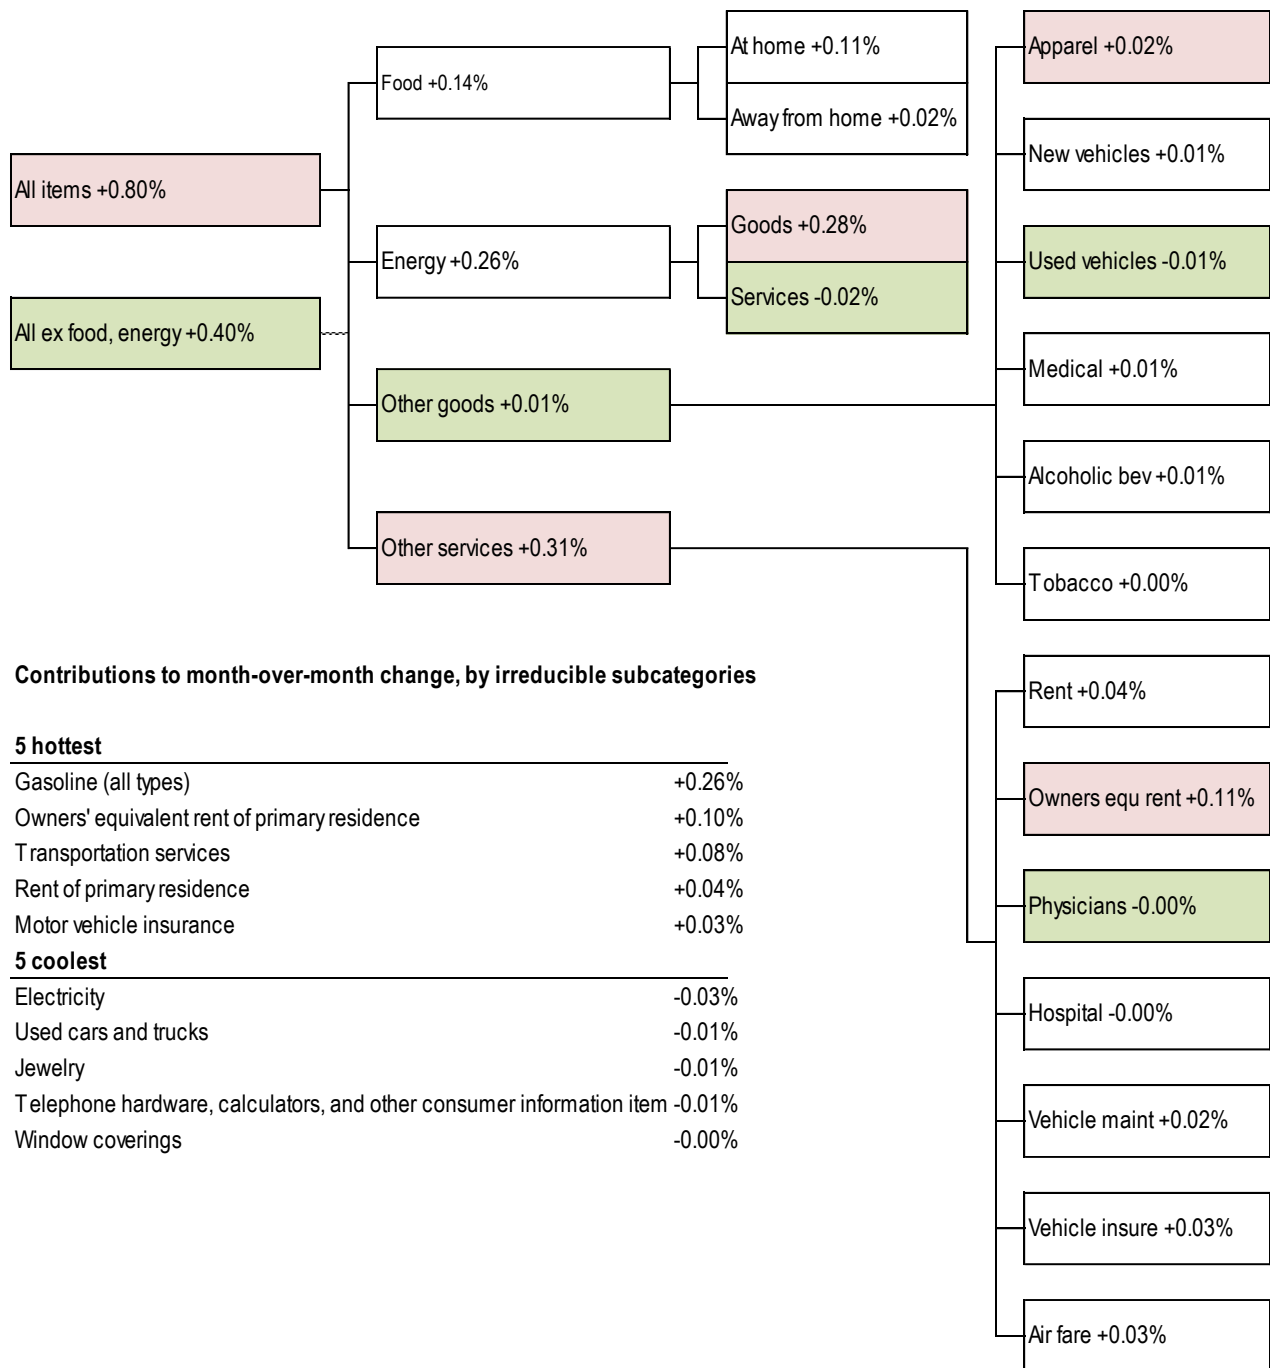 All items +0.80%
All ex food, energy +0.40%
Food +0.14%
Energy +0.26%
Other goods +0.01%
Other services +0.31%
At home +0.11%
Away from home +0.02%
Goods +0.28%
Services -0.02%
Apparel +0.02%
New vehicles +0.01%
Used vehicles -0.01%
Medical +0.01%
Alcoholic bev +0.01%
Tobacco +0.00%
Rent +0.04%
Owners equ rent +0.11%
Physicians -0.00%
Hospital -0.00%
Vehicle maint +0.02%
Vehicle insure +0.03%
Air fare +0.03%
Contributions to month-over-month change, by irreducible subcategories
5 hottest
Gasoline (all types) +0.26%
Owners' equivalent rent of primary residence +0.10%
Transportation services +0.08%
Rent of primary residence +0.04%
Motor vehicle insurance +0.03%
5 coolest
Electricity -0.03%
Used cars and trucks -0.01%
Jewelry -0.01%
Telephone hardware, calculators, and other consumer information item -0.01%
Window coverings -0.00%